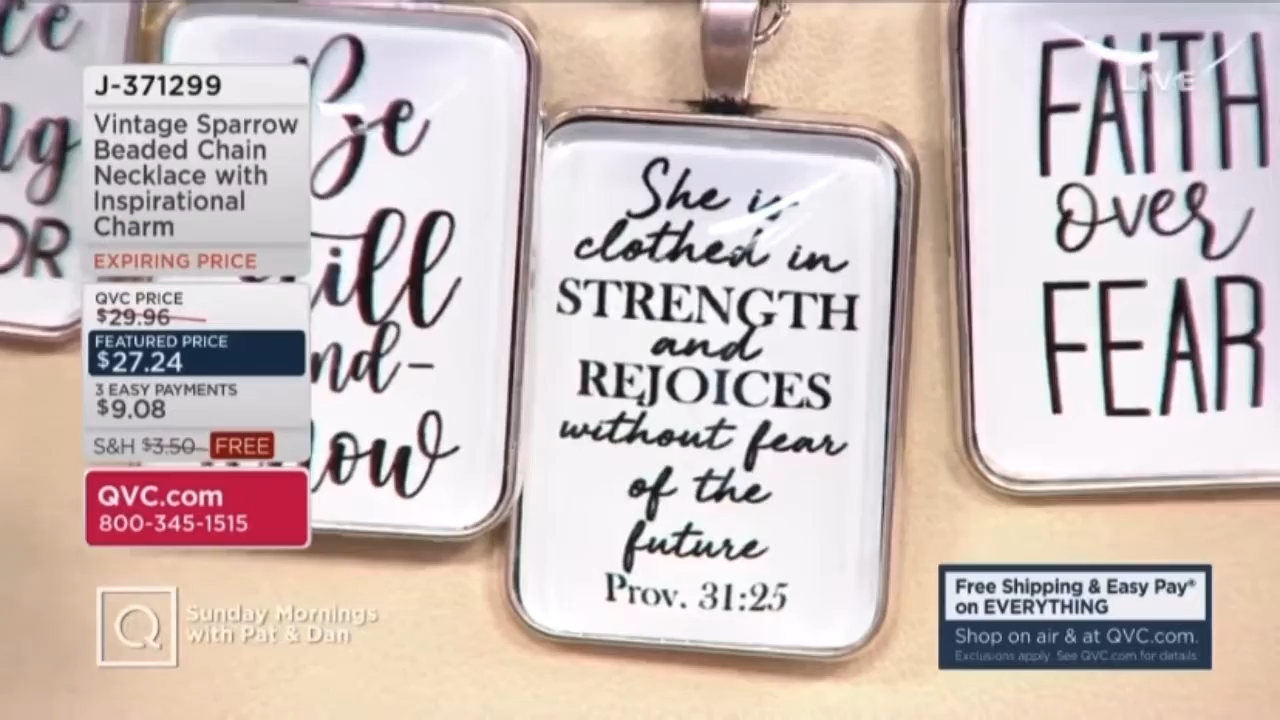 J-371299
Vintage Sparrow
Beaded Chain
Necklace with
Inspirational
Charm
EXPIRING PRICE
QVC PRICE
$29.96
FEATURED PRICE
$27.24
3 EASY PAYMENTS
$9.08
S&H $3.50 FREE
QVC.com
800-345-1515
Q
Sunday Mornings
with Pat & Dan
Be
She is
clothed in
STRENGTH
and
REJOICES
without fear
of the
future
Prov. 31:25
LIVE
FAITH
over
FEAR
Free Shipping & Easy Pay®
on EVERYTHING
Shop on air & at QVC.com.
Exclusions apply. See QVC.com for details.